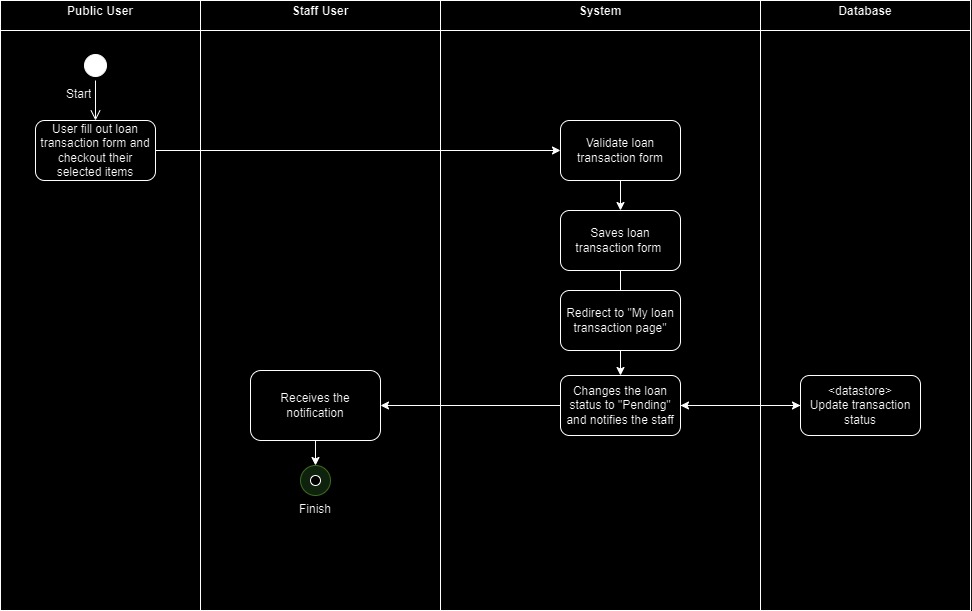 Public User
Staff User
System
Database
Start
User fill out loan
transaction form and
checkout their
selected items
Validate loan
transaction form
Saves loan
transaction form
Redirect to "My loan
transaction page"
Receives the
notification
Changes the loan
status to "Pending"
and notifies the staff
<datastore>
Update transaction
status
Finish